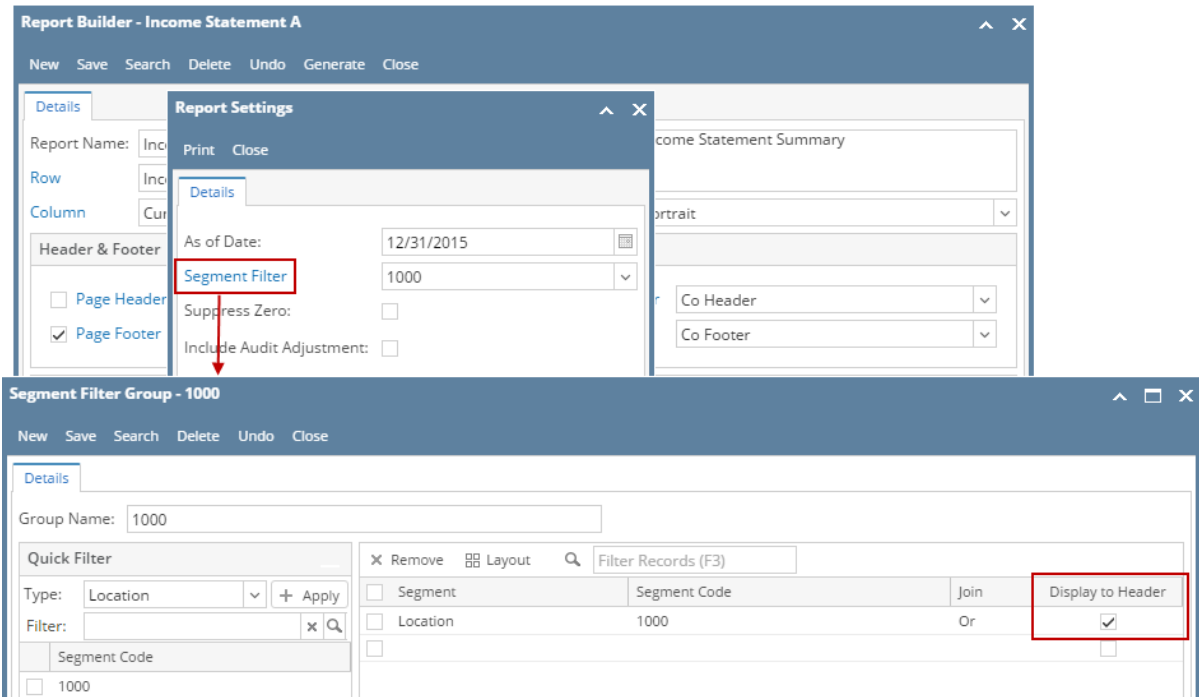 Report Builder - Income Statement A
New Save Search Delete Undo Generate Close
Details
Report Name: Inc
Row Inc
Column Cur
Header & Footer
Page Header
Page Footer
come Statement Summary
ortrait
r Co Header
Co Footer
Report Settings
Print Close
Details
As of Date: 12/31/2015
Segment Filter 1000
Suppress Zero:
Include Audit Adjustment:
Segment Filter Group - 1000
New Save Search Delete Undo Close
Details
Group Name: 1000
Quick Filter
Type: Location + Apply
Filter:
Segment Code
1000
Remove Layout Filter Records (F3)
Segment Segment Code Join Display to Header
Location 1000 Or